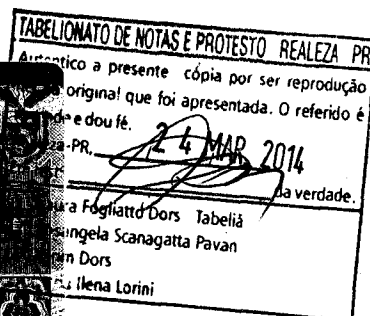 TABELIONATO DE NOTAS E PROTESTO REALEZA PR
Autentico a presente cópia por ser reprodução
original que foi apresentada. O referido é
e dou fé.
-PR, 24 MAR 2014
da verdade.
Fogliatto Dors Tabeliã
Scanagatta Pavan
Dors
Ilena Lorini